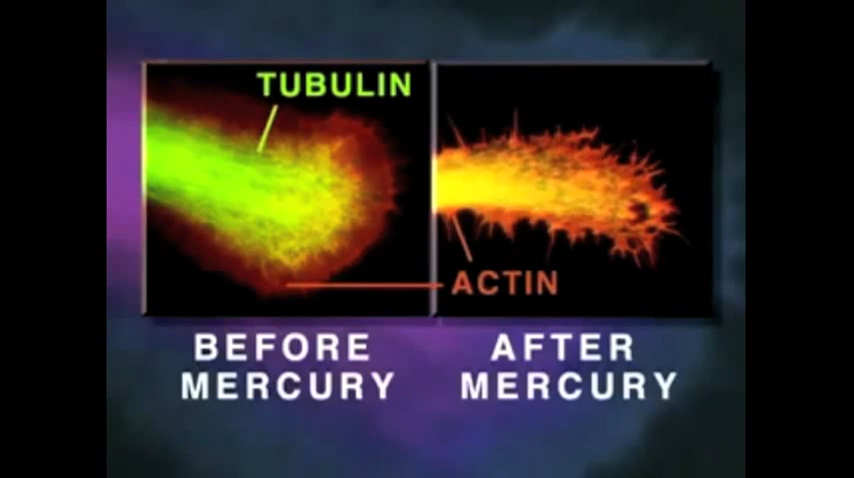 TUBULIN
ACTIN
BEFORE
MERCURY
AFTER
MERCURY